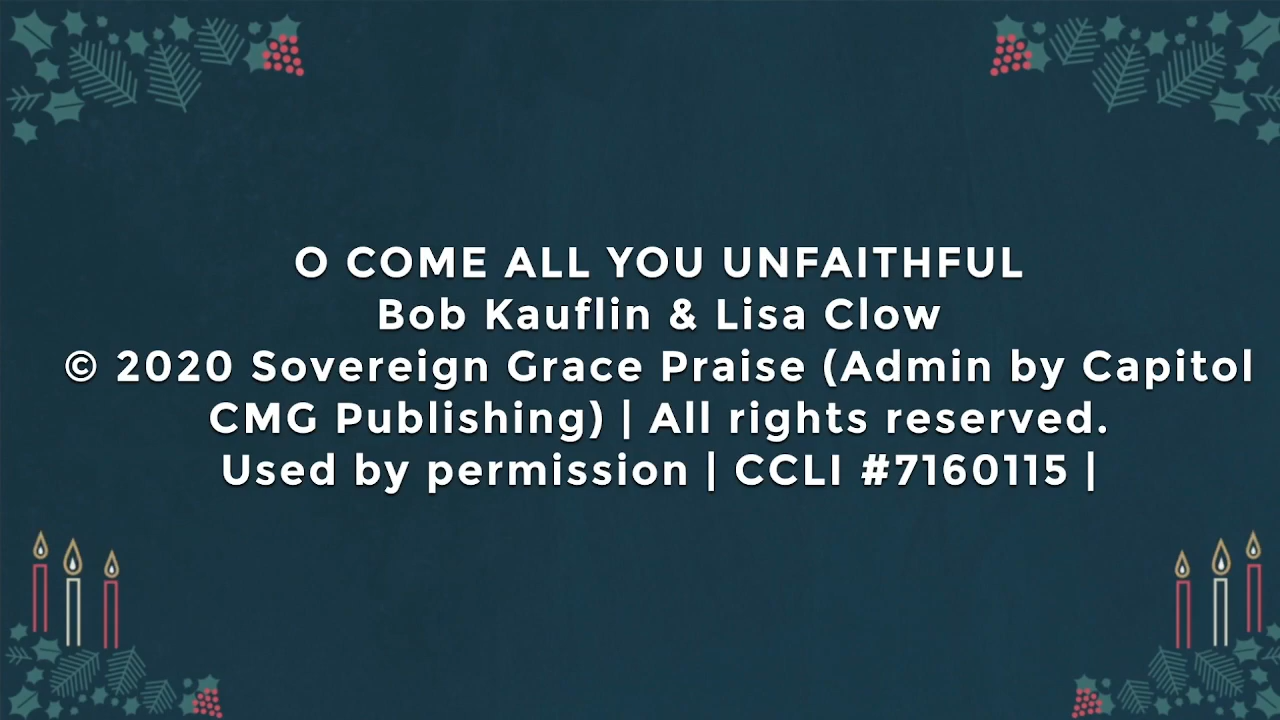 O COME ALL YOU UNFAITHFUL
Bob Kauflin & Lisa Clow
© 2020 Sovereign Grace Praise (Admin by Capitol
CMG Publishing) | All rights reserved.
Used by permission | CCLI #7160115 |